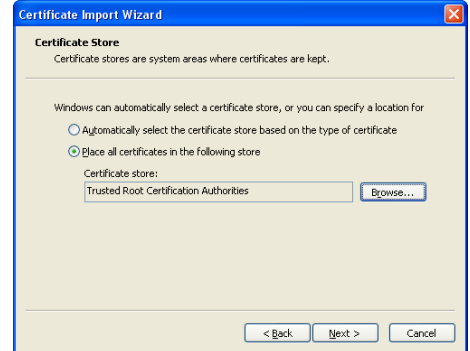 Certificate Import Wizard
Certificate Store
Certificate stores are system areas where certificates are kept.
Windows can automatically select a certificate store, or you can specify a location for
Automatically select the certificate store based on the type of certificate
Place all certificates in the following store
Certificate store:
Trusted Root Certification Authorities
Browse...
< Back
Next >
Cancel